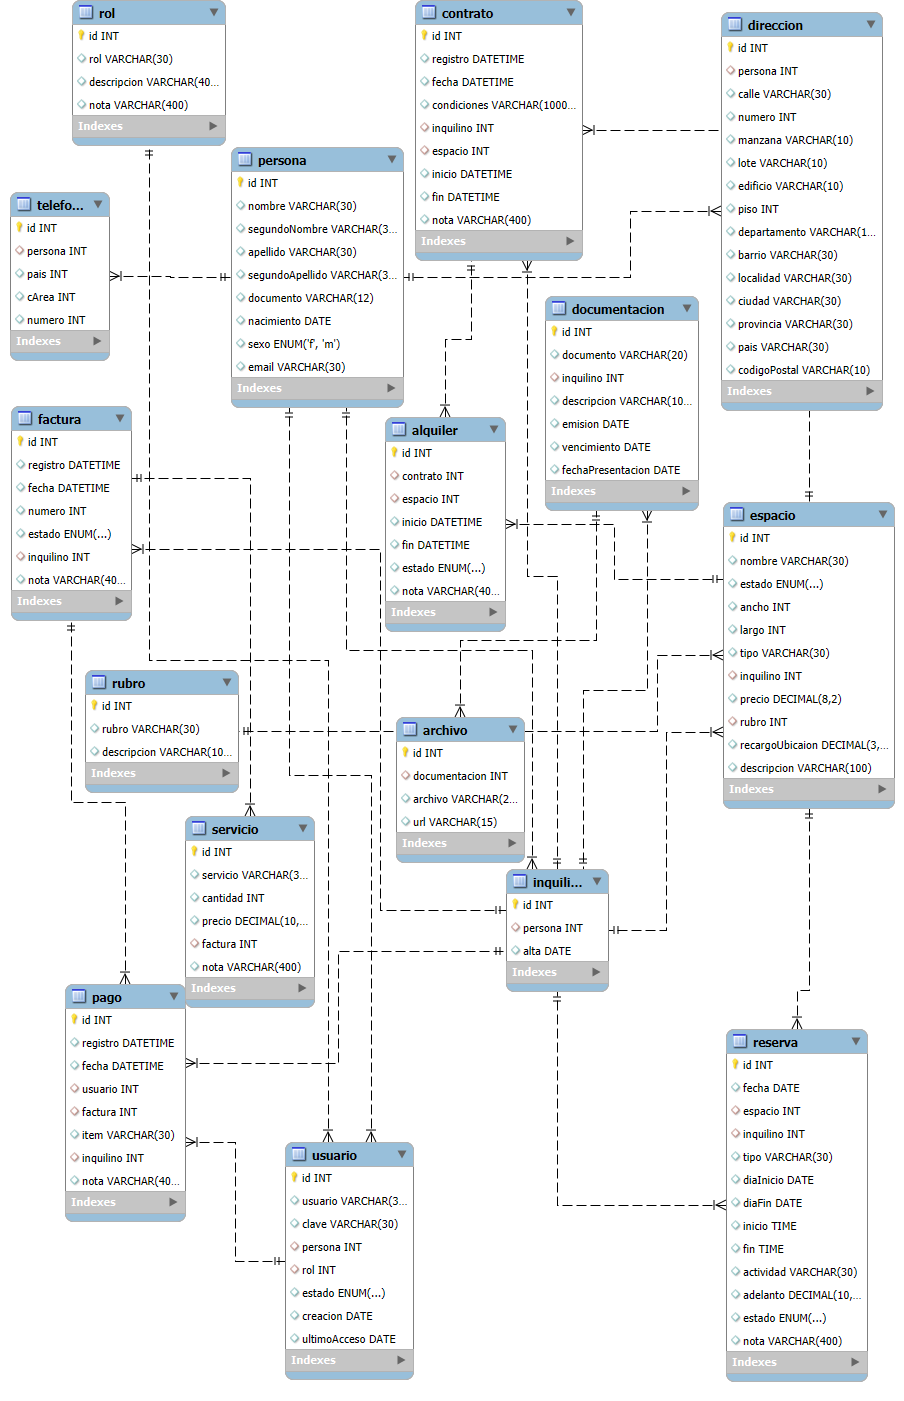 rol
id INT
rol VARCHAR(30)
descripcion VARCHAR(40...
nota VARCHAR(400)
Indexes
contrato
id INT
registro DATETIME
fecha DATETIME
condiciones VARCHAR(1000...
inquilino INT
espacio INT
inicio DATETIME
fin DATETIME
nota VARCHAR(400)
Indexes
direccion
id INT
persona INT
calle VARCHAR(30)
numero INT
manzana VARCHAR(10)
lote VARCHAR(10)
edificio VARCHAR(10)
piso INT
departamento VARCHAR(1...
barrio VARCHAR(30)
localidad VARCHAR(30)
ciudad VARCHAR(30)
provincia VARCHAR(30)
pais VARCHAR(30)
codigoPostal VARCHAR(10)
Indexes
persona
id INT
nombre VARCHAR(30)
segundoNombre VARCHAR(3...
apellido VARCHAR(30)
segundoApellido VARCHAR(3...
documento VARCHAR(12)
nacimiento DATE
sexo ENUM('f', 'm')
email VARCHAR(30)
Indexes
telefo...
id INT
persona INT
pais INT
cArea INT
numero INT
Indexes
documentacion
id INT
documento VARCHAR(20)
inquilino INT
descripcion VARCHAR(10...
emision DATE
vencimiento DATE
fechaPresentacion DATE
Indexes
factura
id INT
registro DATETIME
fecha DATETIME
numero INT
estado ENUM(...)
inquilino INT
nota VARCHAR(40...
Indexes
alquiler
id INT
contrato INT
espacio INT
inicio DATETIME
fin DATETIME
estado ENUM(...)
nota VARCHAR(40...
Indexes
espacio
id INT
nombre VARCHAR(30)
estado ENUM(...)
ancho INT
largo INT
tipo VARCHAR(30)
inquilino INT
precio DECIMAL(8,2)
rubro INT
recargoUbicaion DECIMAL(3,...
descripcion VARCHAR(100)
Indexes
rubro
id INT
rubro VARCHAR(30)
descripcion VARCHAR(10...
Indexes
archivo
id INT
documentacion INT
archivo VARCHAR(2...
url VARCHAR(15)
Indexes
servicio
id INT
servicio VARCHAR(3...
cantidad INT
precio DECIMAL(10,...
factura INT
nota VARCHAR(400)
Indexes
inquili...
id INT
persona INT
alta DATE
Indexes
pago
id INT
registro DATETIME
fecha DATETIME
usuario INT
factura INT
item VARCHAR(30)
inquilino INT
nota VARCHAR(40...
Indexes
reserva
id INT
fecha DATE
espacio INT
inquilino INT
tipo VARCHAR(30)
diaInicio DATE
diaFin DATE
inicio TIME
fin TIME
actividad VARCHAR(30)
adelanto DECIMAL(10,...
estado ENUM(...)
nota VARCHAR(400)
Indexes
usuario
id INT
usuario VARCHAR(3...
clave VARCHAR(30)
persona INT
rol INT
estado ENUM(...)
creacion DATE
ultimoAcceso DATE
Indexes